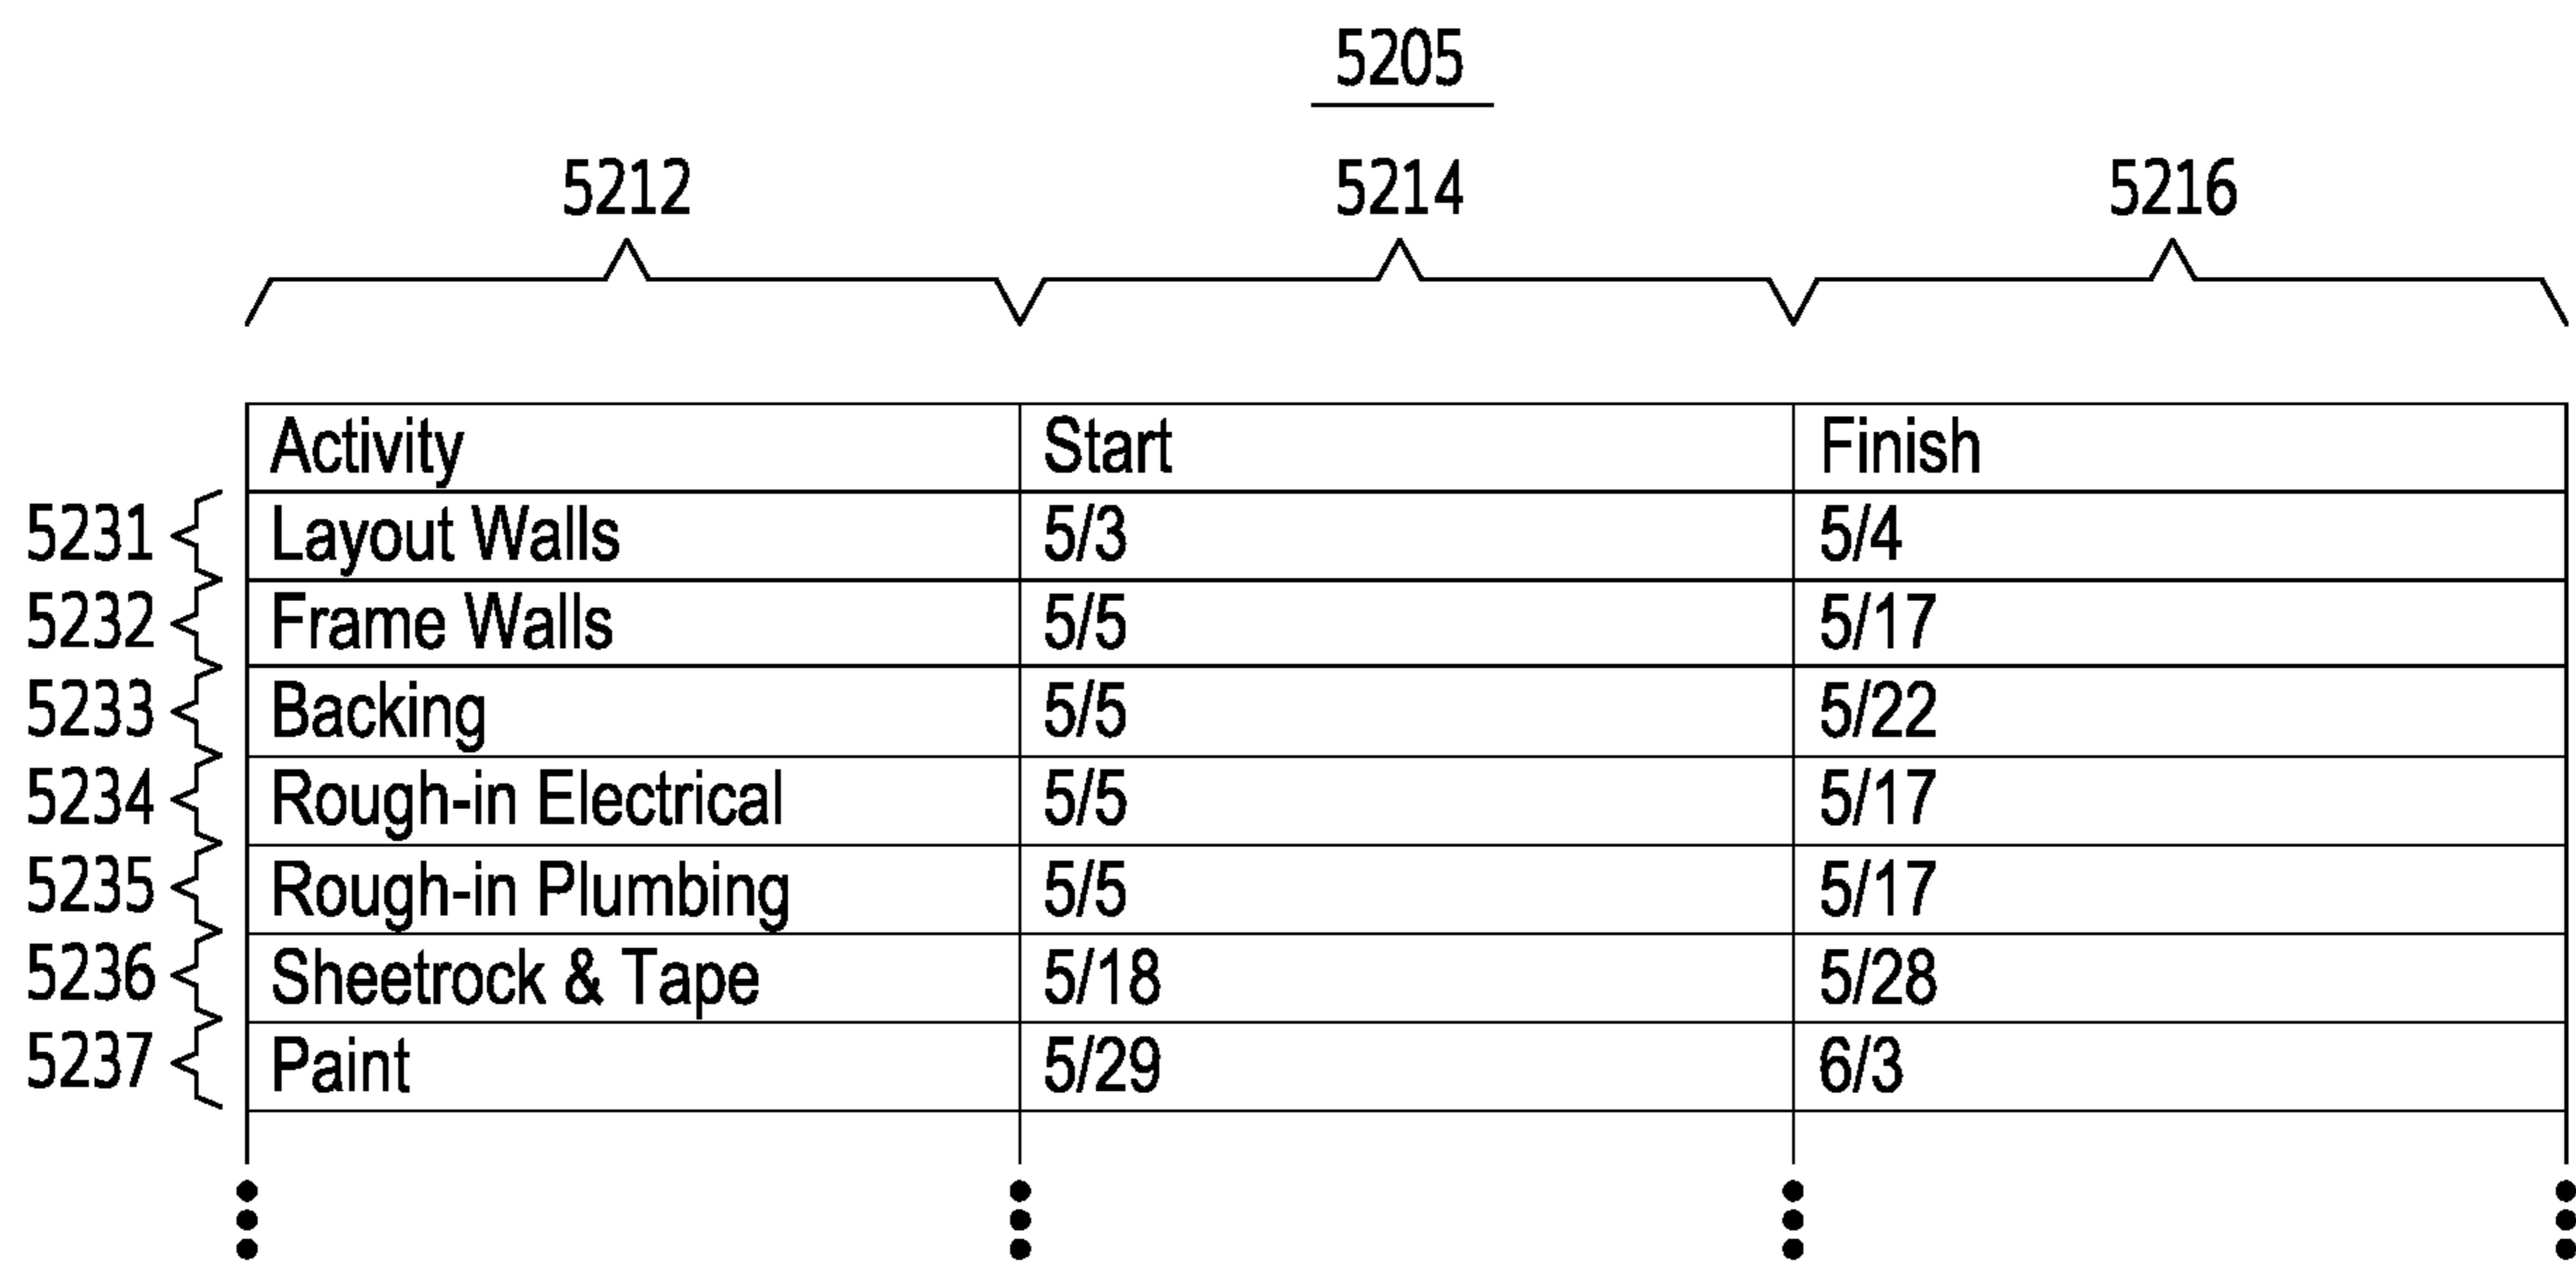 5205
5212 5214 5216
Activity Start Finish
5231 Layout Walls 5/3 5/4
5232 Frame Walls 5/5 5/17
5233 Backing 5/5 5/22
5234 Rough-in Electrical 5/5 5/17
5235 Rough-in Plumbing 5/5 5/17
5236 Sheetrock & Tape 5/18 5/28
5237 Paint 5/29 6/3